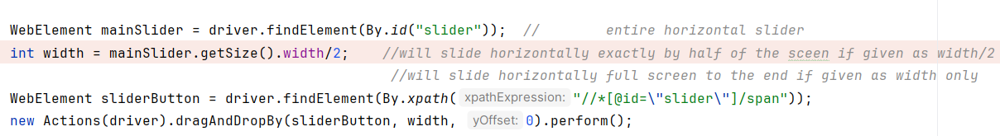 WebElement mainSlider = driver.findElement(By.id("slider"));  //        entire horizontal slider
int width = mainSlider.getSize().width/2;    //will slide horizontally exactly by half of the sceen if given as width/2
//will slide horizontally full screen to the end if given as width only
WebElement sliderButton = driver.findElement(By.xpath( xpathExpression: "//*[@id=\"slider\"]/span"));
new Actions(driver).dragAndDropBy(sliderButton, width, yOffset: 0).perform();